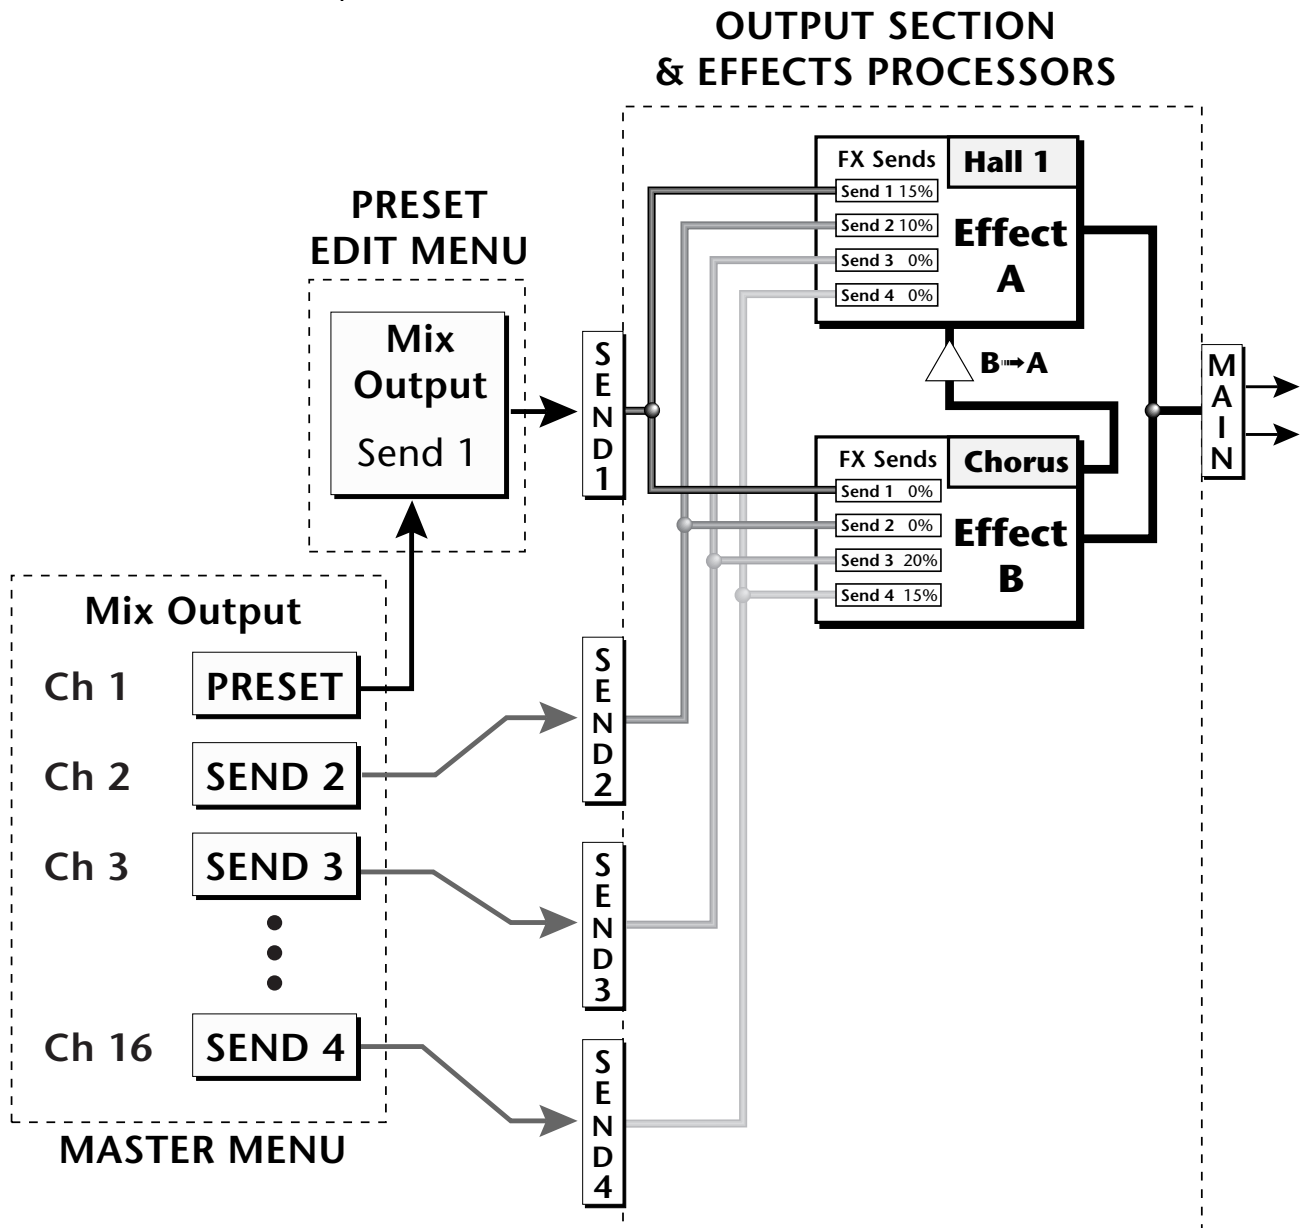 OUTPUT SECTION
& EFFECTS PROCESSORS
PRESET
EDIT MENU
Mix
Output
Send 1
SEND1
FX Sends
Hall 1
Send 1 15%
Send 2 10%
Send 3 0%
Send 4 0%
Effect
A
B➟A
FX Sends
Chorus
Send 1 0%
Send 2 0%
Send 3 20%
Send 4 15%
Effect
B
MAIN
Mix Output
Ch 1 PRESET
Ch 2 SEND 2
Ch 3 SEND 3
Ch 16 SEND 4
MASTER MENU
SEND2
SEND3
SEND4